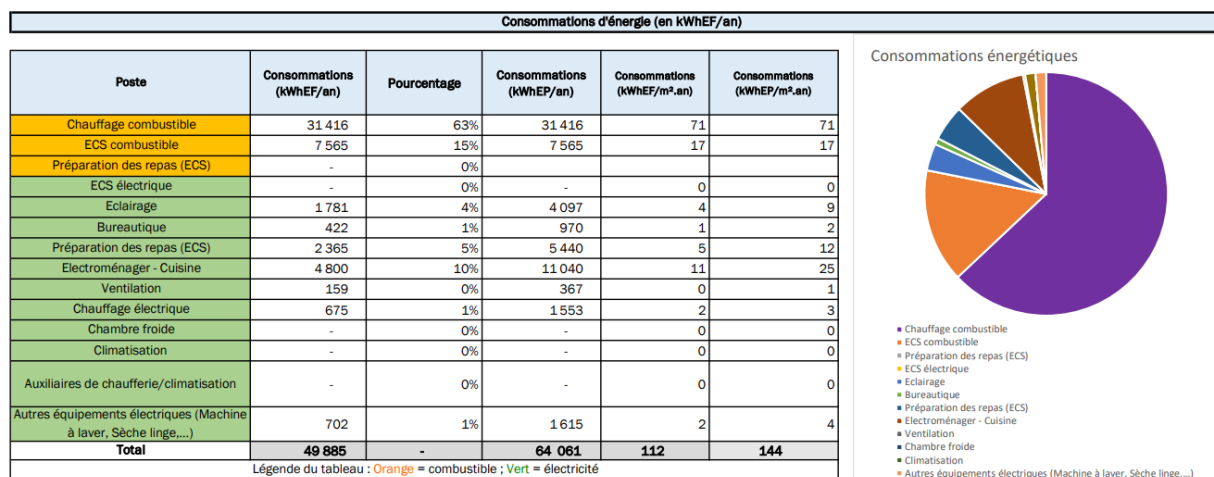 Consommations d'énergie (en kWhEF/an)
Poste Consommations (kWhEF/an) Pourcentage Consommations (kWhEP/an) Consommations (kWhEF/m².an) Consommations (kWhEP/m².an)
Chauffage combustible 31 416 63% 31 416 71 71
ECS combustible 7 565 15% 7 565 17 17
Préparation des repas (ECS) - 0%
ECS électrique - 0% - 0 0
Eclairage 1 781 4% 4 097 4 9
Bureautique 422 1% 970 1 2
Préparation des repas (ECS) 2 365 5% 5 440 5 12
Electroménager - Cuisine 4 800 10% 11 040 11 25
Ventilation 159 0% 367 0 1
Chauffage électrique 675 1% 1 553 2 3
Chambre froide - 0% - 0 0
Climatisation - 0% - 0 0
Auxiliaires de chaufferie/climatisation - 0% - 0 0
Autres équipements électriques (Machine à laver, Sèche linge,...) 702 1% 1 615 2 4
Total 49 885 - 64 061 112 144
Légende du tableau : Orange = combustible ; Vert = électricité
Consommations énergétiques
Chauffage combustible
ECS combustible
Préparation des repas (ECS)
ECS électrique
Eclairage
Bureautique
Préparation des repas (ECS)
Electroménager - Cuisine
Ventilation
Chambre froide
Climatisation
Autres équipements électriques (Machine à laver, Sèche linge,...)